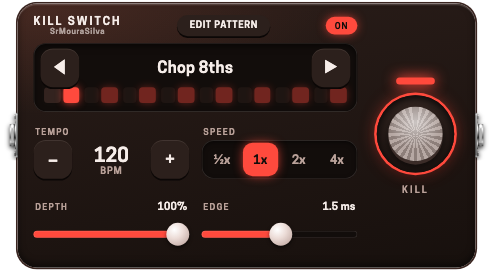 KILL SWITCH
SrMouraSilva
EDIT PATTERN
ON
Chop 8ths
TEMPO
SPEED
–
120
BPM
+
½x
1x
2x
4x
KILL
DEPTH
100%
EDGE
1.5 ms